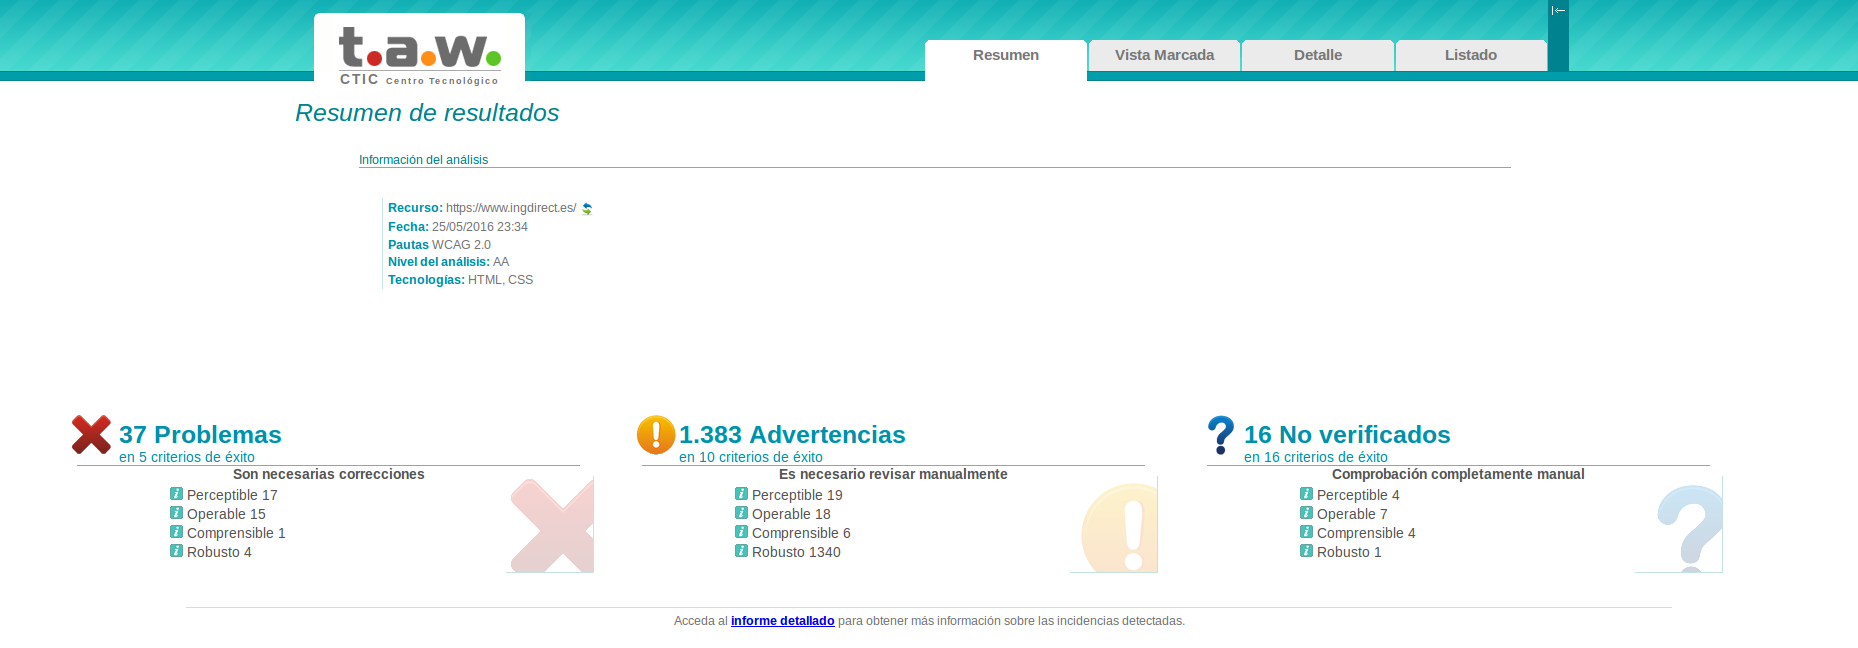 t.a.w.
CTIC Centro Tecnológico
Resumen
Vista Marcada
Detalle
Listado
Resumen de resultados
Información del análisis
Recurso: https://www.ingdirect.es/
Fecha: 25/05/2016 23:34
Pautas WCAG 2.0
Nivel del análisis: AA
Tecnologías: HTML, CSS
37 Problemas
en 5 criterios de éxito
Son necesarias correcciones
Perceptible 17
Operable 15
Comprensible 1
Robusto 4
1.383 Advertencias
en 10 criterios de éxito
Es necesario revisar manualmente
Perceptible 19
Operable 18
Comprensible 6
Robusto 1340
16 No verificados
en 16 criterios de éxito
Comprobación completamente manual
Perceptible 4
Operable 7
Comprensible 4
Robusto 1
Acceda al informe detallado para obtener más información sobre las incidencias detectadas.